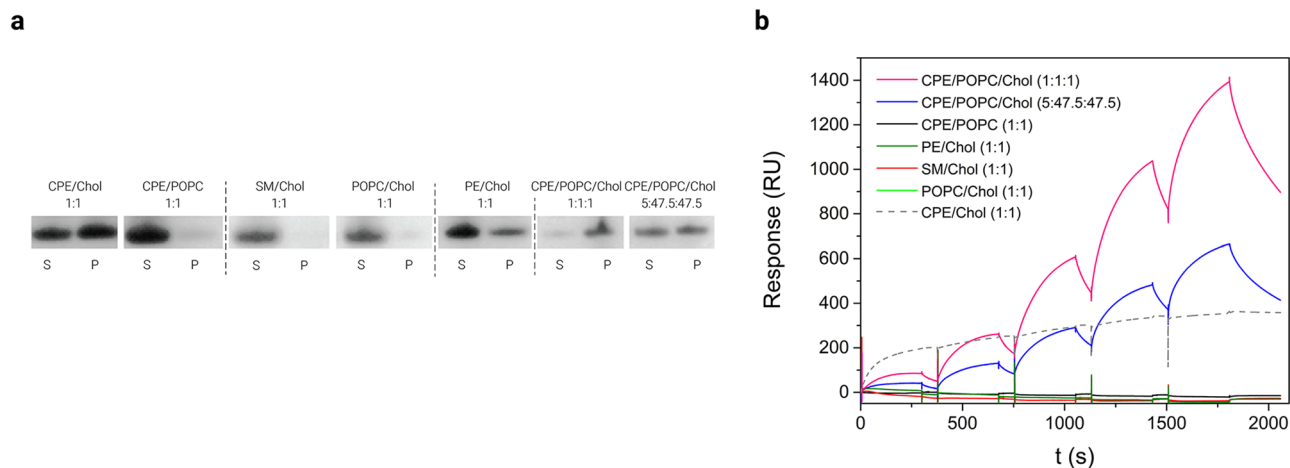 a
CPE/Chol CPE/POPC SM/Chol POPC/Chol PE/Chol CPE/POPC/Chol CPE/POPC/Chol
1:1 1:1 1:1 1:1 1:1 1:1:1 5:47.5:47.5
S P S P S P S P S P S P S P
b
CPE/POPC/Chol (1:1:1)
CPE/POPC/Chol (5:47.5:47.5)
CPE/POPC (1:1)
PE/Chol (1:1)
SM/Chol (1:1)
POPC/Chol (1:1)
CPE/Chol (1:1)
Response (RU)
1400
1200
1000
800
600
400
200
0
0 500 1000 1500 2000
t (s)